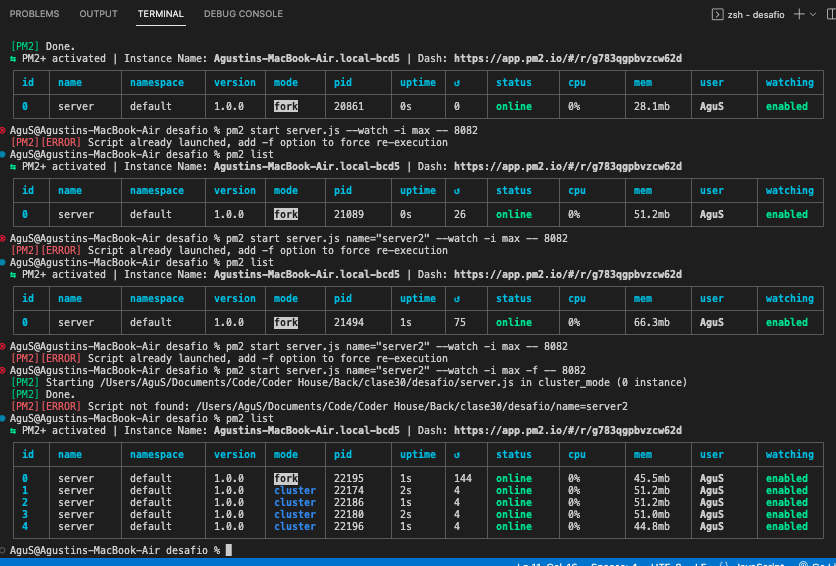 PROBLEMS OUTPUT TERMINAL DEBUG CONSOLE zsh - desafio
[PM2] Done.
⇆ PM2+ activated | Instance Name: Agustins-MacBook-Air.local-bcd5 | Dash: https://app.pm2.io/#/r/g783qgpbvzcw62d
id name namespace version mode pid uptime ↺ status cpu mem user watching
0 server default 1.0.0 fork 20861 0s 0 online 0% 28.1mb AguS enabled
AguS@Agustins-MacBook-Air desafio % pm2 start server.js --watch -i max -- 8082
[PM2][ERROR] Script already launched, add -f option to force re-execution
AguS@Agustins-MacBook-Air desafio % pm2 list
⇆ PM2+ activated | Instance Name: Agustins-MacBook-Air.local-bcd5 | Dash: https://app.pm2.io/#/r/g783qgpbvzcw62d
id name namespace version mode pid uptime ↺ status cpu mem user watching
0 server default 1.0.0 fork 21089 0s 26 online 0% 51.2mb AguS enabled
AguS@Agustins-MacBook-Air desafio % pm2 start server.js name="server2" --watch -i max -- 8082
[PM2][ERROR] Script already launched, add -f option to force re-execution
AguS@Agustins-MacBook-Air desafio % pm2 list
⇆ PM2+ activated | Instance Name: Agustins-MacBook-Air.local-bcd5 | Dash: https://app.pm2.io/#/r/g783qgpbvzcw62d
id name namespace version mode pid uptime ↺ status cpu mem user watching
0 server default 1.0.0 fork 21494 1s 75 online 0% 66.3mb AguS enabled
AguS@Agustins-MacBook-Air desafio % pm2 start server.js name="server2" --watch -i max -- 8082
[PM2][ERROR] Script already launched, add -f option to force re-execution
AguS@Agustins-MacBook-Air desafio % pm2 start server.js name="server2" --watch -i max -f -- 8082
[PM2] Starting /Users/AguS/Documents/Code/Coder House/Back/clase30/desafio/server.js in cluster_mode (0 instance)
[PM2] Done.
[PM2][ERROR] Script not found: /Users/AguS/Documents/Code/Coder House/Back/clase30/desafio/name=server2
AguS@Agustins-MacBook-Air desafio % pm2 list
⇆ PM2+ activated | Instance Name: Agustins-MacBook-Air.local-bcd5 | Dash: https://app.pm2.io/#/r/g783qgpbvzcw62d
id name namespace version mode pid uptime ↺ status cpu mem user watching
0 server default 1.0.0 fork 22195 1s 144 online 0% 45.5mb AguS enabled
1 server default 1.0.0 cluster 22174 2s 4 online 0% 51.2mb AguS enabled
2 server default 1.0.0 cluster 22186 1s 4 online 0% 51.2mb AguS enabled
3 server default 1.0.0 cluster 22180 2s 4 online 0% 51.0mb AguS enabled
4 server default 1.0.0 cluster 22196 1s 4 online 0% 44.8mb AguS enabled
AguS@Agustins-MacBook-Air desafio %